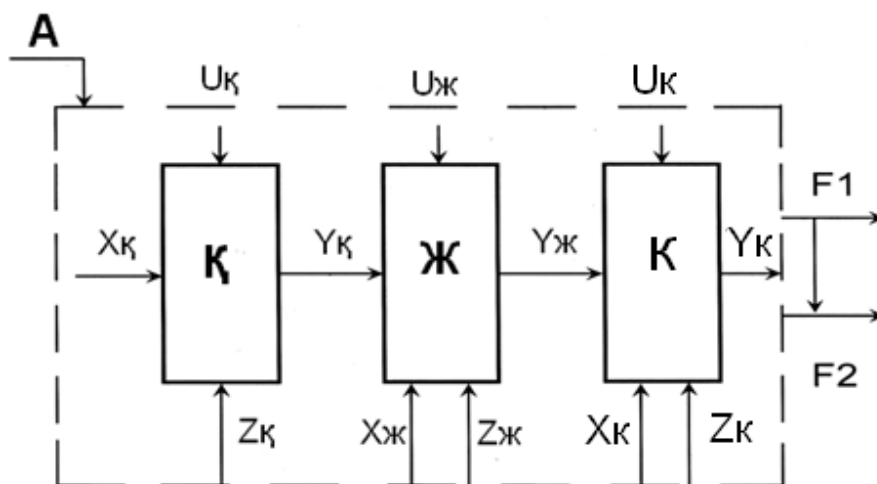 А
Uқ Uж Uк
F1
Xқ Yқ Yж Yк
Қ Ж К
F2
Zқ Xж Zж Xк Zк